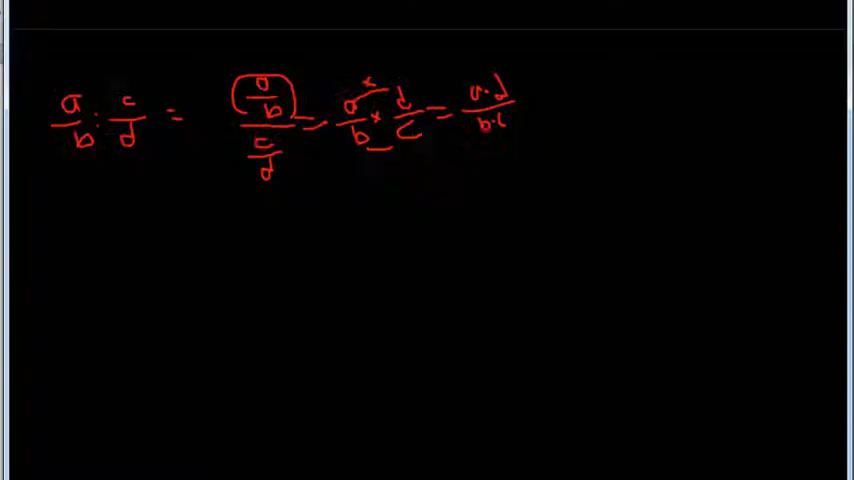 a/b : c/d = (a/b)/(c/d) = a/b × d/c = a·d/b·c